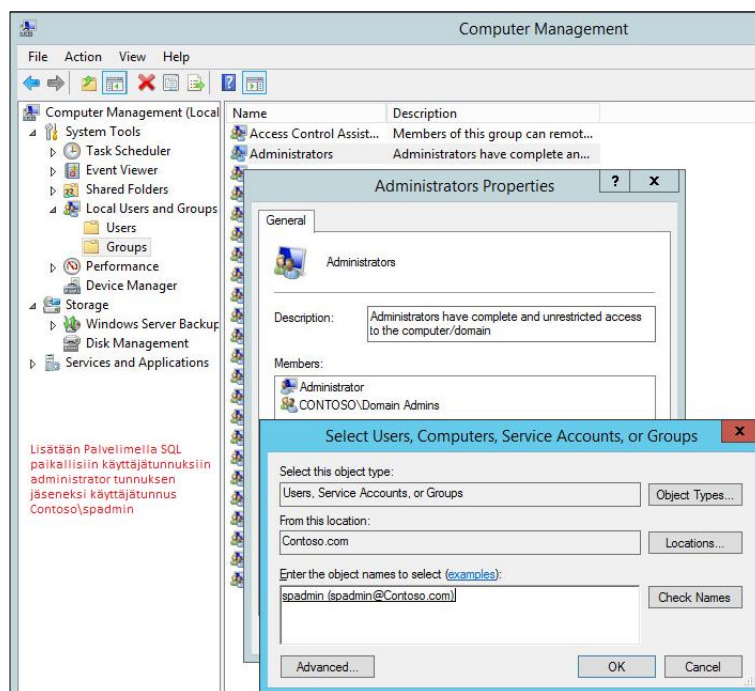 Computer Management
File Action View Help
Computer Management (Local
System Tools
Task Scheduler
Event Viewer
Shared Folders
Local Users and Groups
Users
Groups
Performance
Device Manager
Storage
Windows Server Backup
Disk Management
Services and Applications
Name Description
Access Control Assist... Members of this group can remot...
Administrators Administrators have complete an...
Administrators Properties
General
Administrators
Description:
Administrators have complete and unrestricted access
to the computer/domain
Members:
Administrator
CONTOSO\Domain Admins
Lisätään Palvelimella SQL
paikallisiin käyttäjätunnuksiin
administrator tunnuksen
jäseneksi käyttäjätunnus
Contoso\spadmin
Select Users, Computers, Service Accounts, or Groups
Select this object type:
Users, Service Accounts, or Groups
Object Types...
From this location:
Contoso.com
Locations...
Enter the object names to select (examples):
spadmin (spadmin@Contoso.com)
Check Names
Advanced...
OK
Cancel